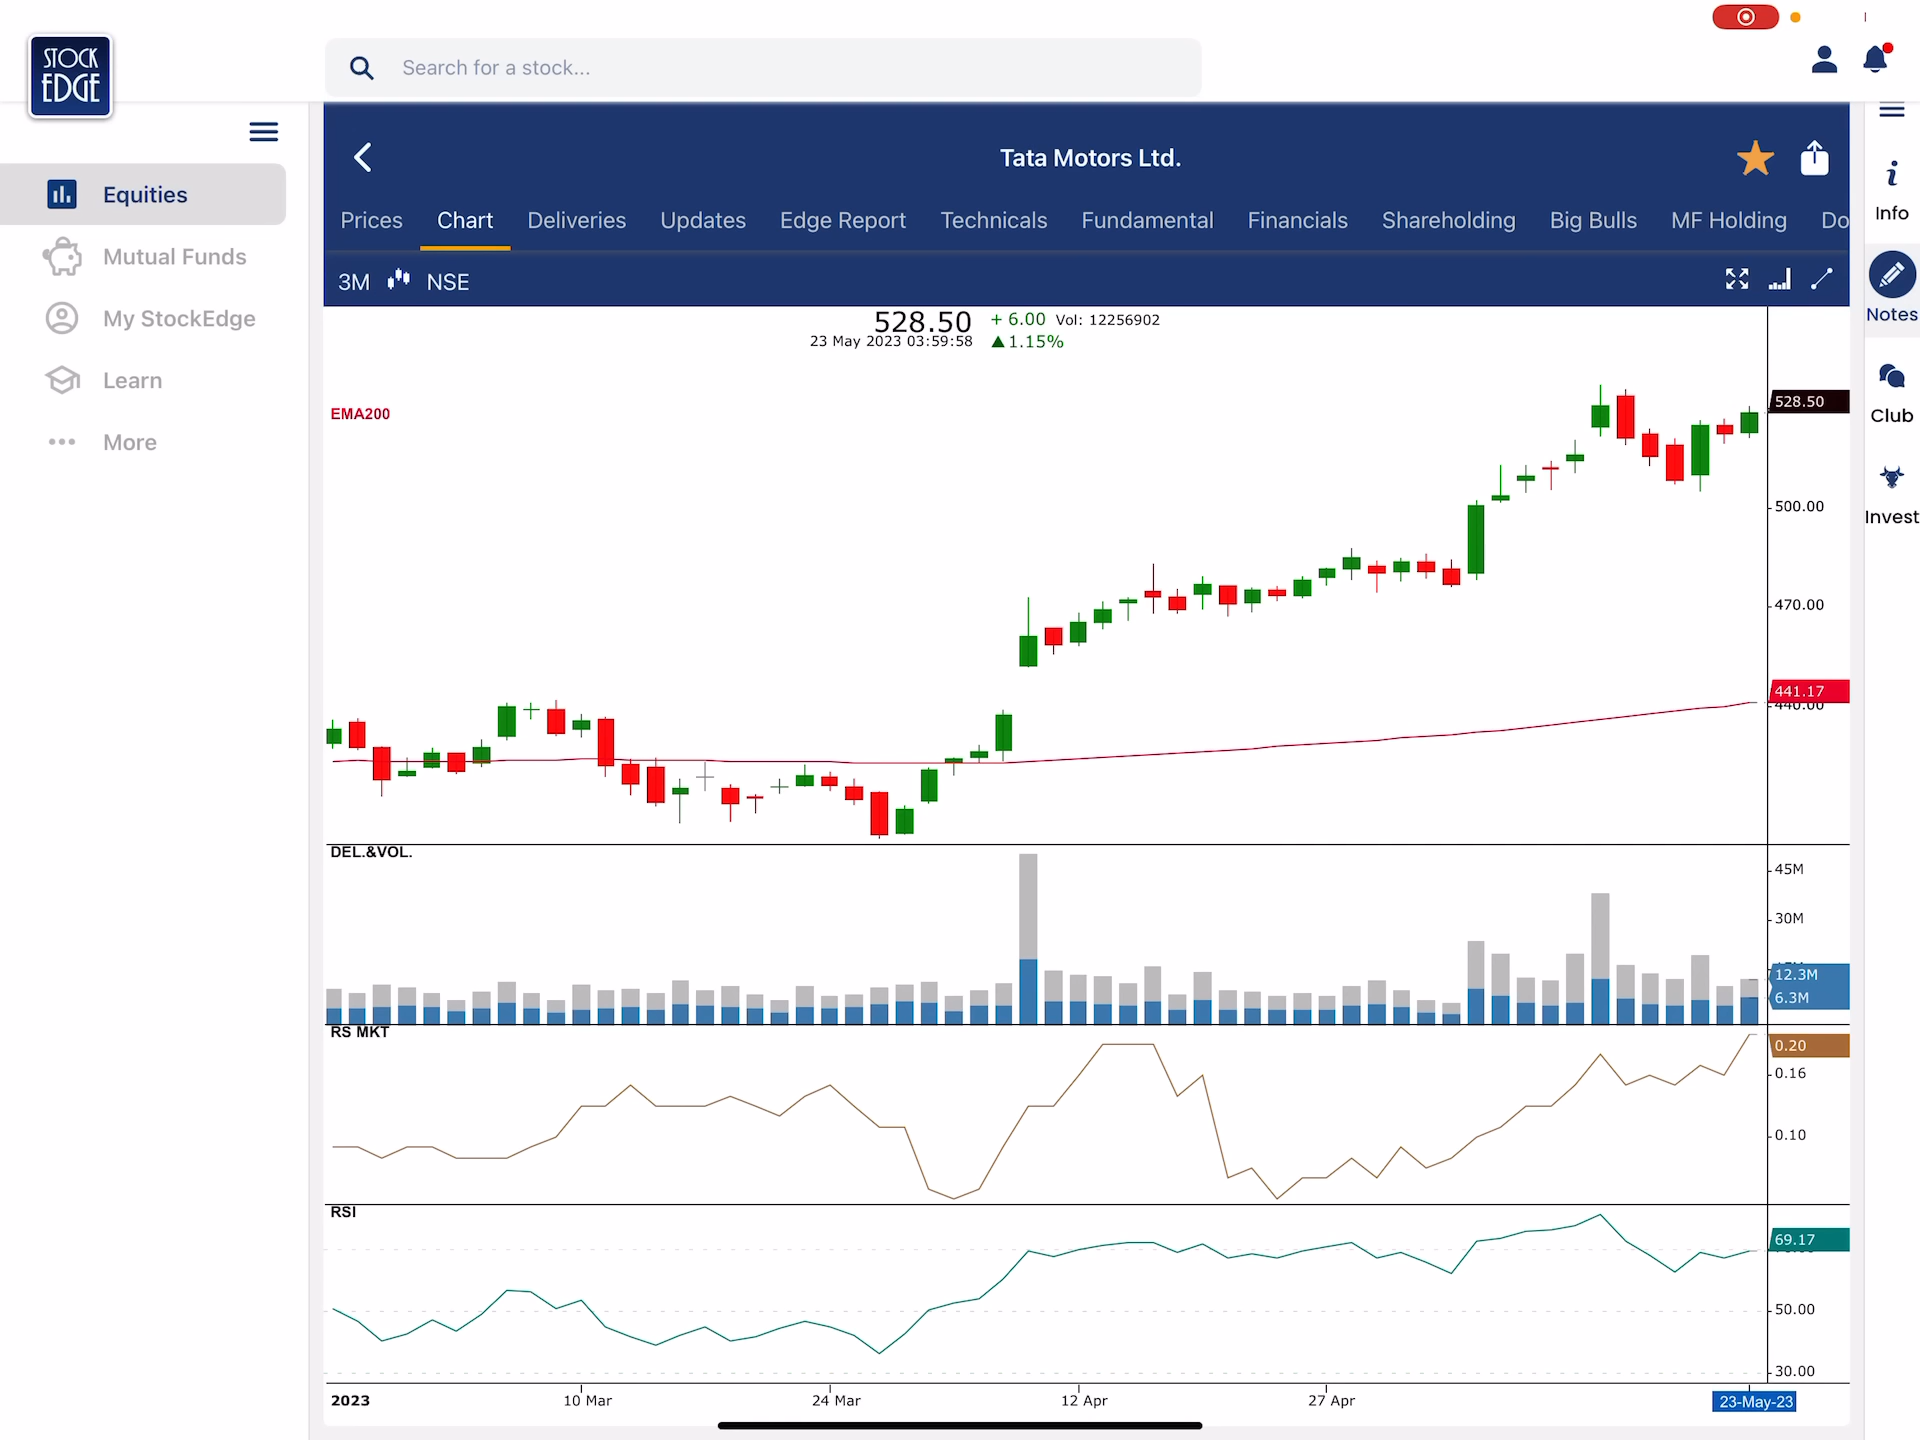 STOCK
EDGE
Search for a stock...
Equities
Mutual Funds
My StockEdge
Learn
More
Tata Motors Ltd.
Prices Chart Deliveries Updates Edge Report Technicals Fundamental Financials Shareholding Big Bulls MF Holding Do
3M NSE
528.50 + 6.00 Vol: 12256902
23 May 2023 03:59:58 ▲1.15%
EMA200
528.50
500.00
470.00
441.17
440.00
DEL.&VOL.
45M
30M
12.3M
6.3M
RS MKT
0.20
0.16
0.10
RSI
69.17
50.00
30.00
2023 10 Mar 24 Mar 12 Apr 27 Apr 23-May-23
Info
Notes
Club
Invest